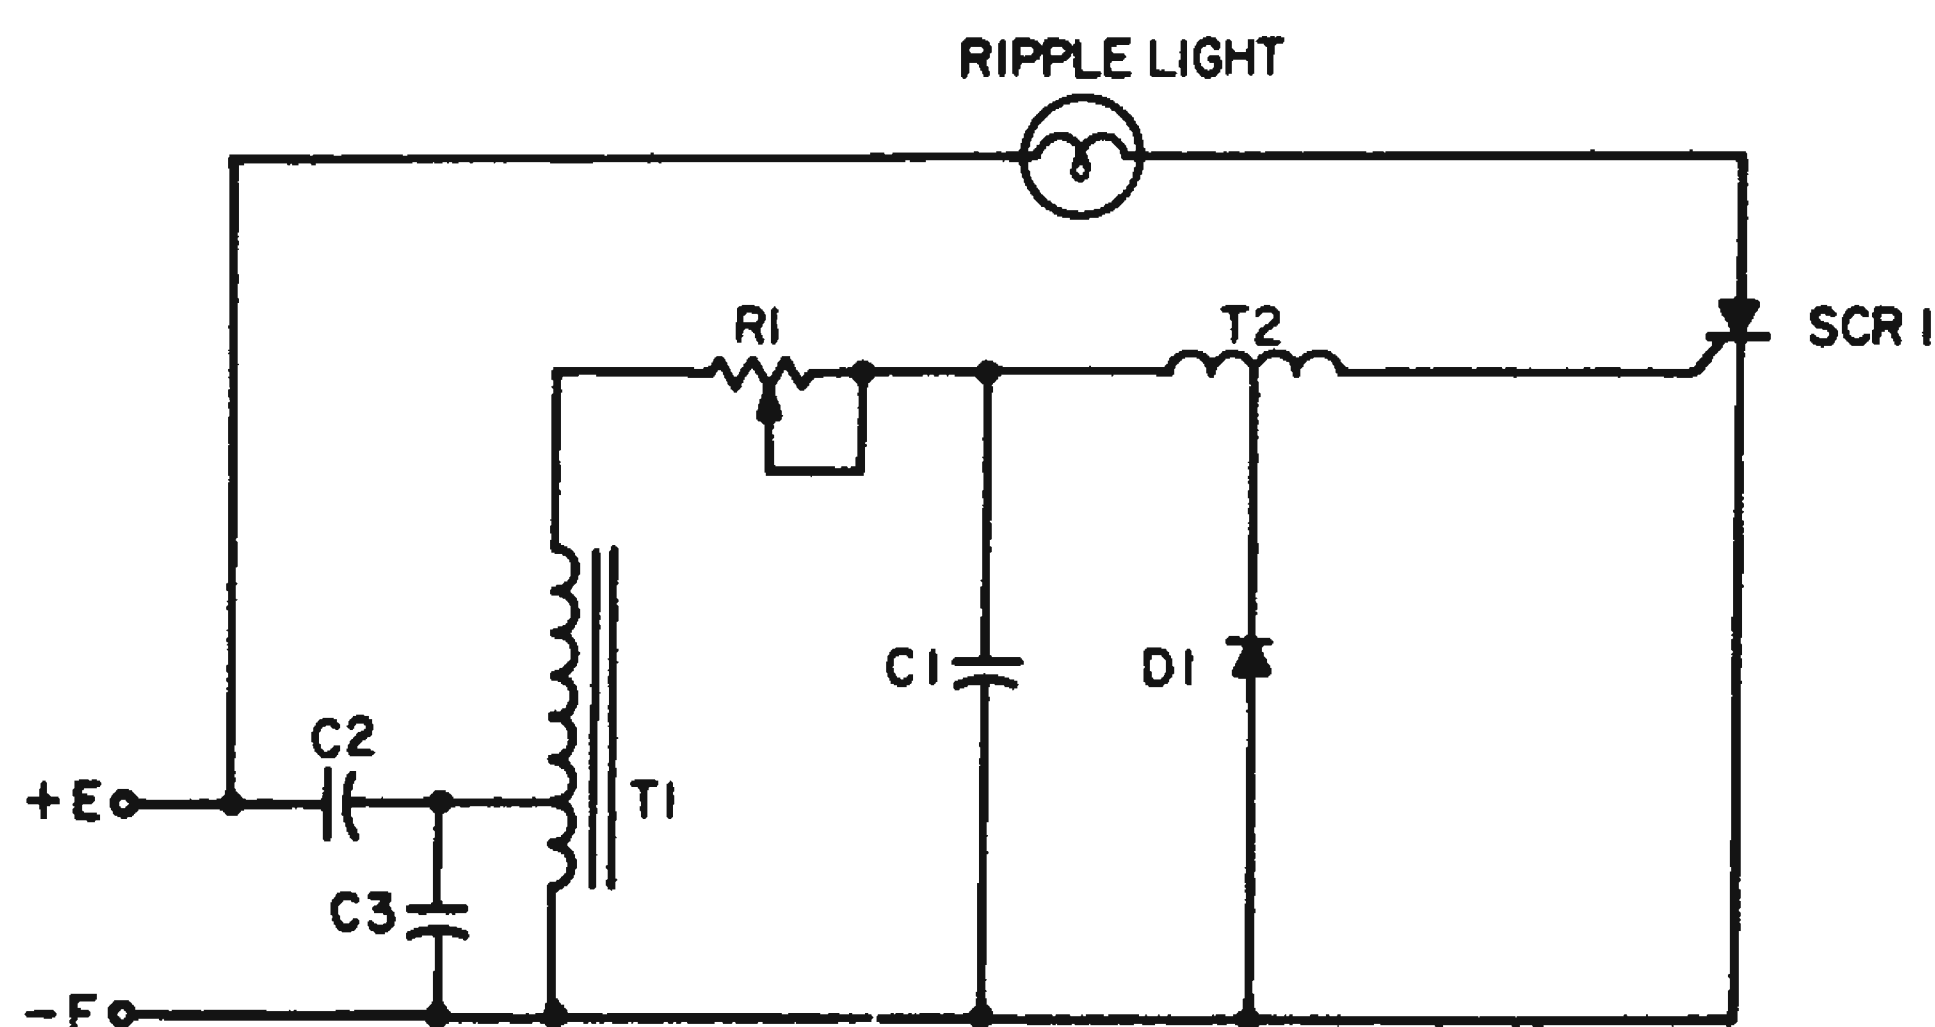 RIPPLE LIGHT
R1
T2
SCR 1
C1
D1
C2
+E
T1
C3
-E